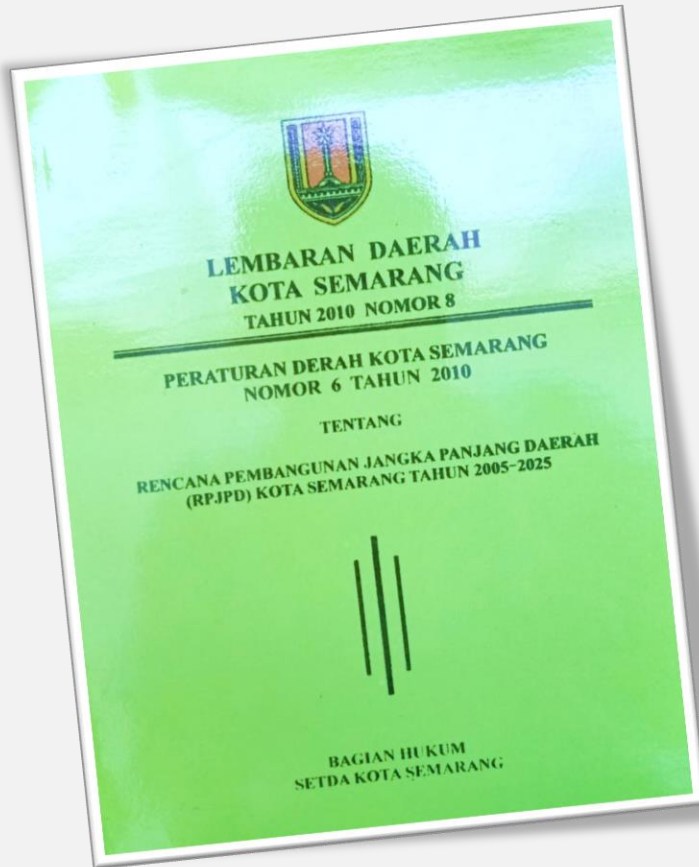 LEMBARAN DAERAH
KOTA SEMARANG
TAHUN 2010 NOMOR 8
PERATURAN DERAH KOTA SEMARANG
NOMOR 6 TAHUN 2010
TENTANG
RENCANA PEMBANGUNAN JANGKA PANJANG DAERAH
(RPJPD) KOTA SEMARANG TAHUN 2005-2025
BAGIAN HUKUM
SETDA KOTA SEMARANG